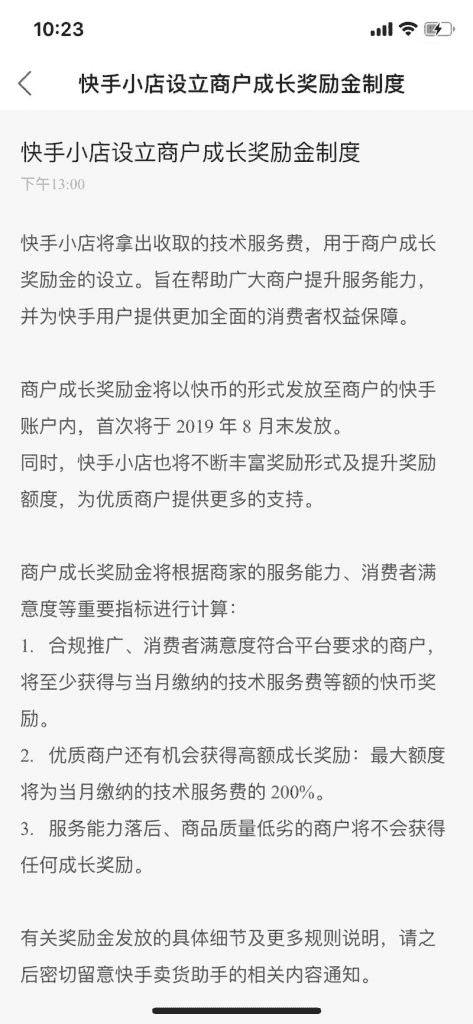 10:23
快手小店设立商户成长奖励金制度
快手小店设立商户成长奖励金制度
下午13:00
快手小店将拿出收取的技术服务费，用于商户成长
奖励金的设立。旨在帮助广大商户提升服务能力，
并为快手用户提供更加全面的消费者权益保障。
商户成长奖励金将以快币的形式发放至商户的快手
账户内，首次将于 2019 年 8 月末发放。
同时，快手小店也将不断丰富奖励形式及提升奖励
额度，为优质商户提供更多的支持。
商户成长奖励金将根据商家的服务能力、消费者满
意度等重要指标进行计算：
1. 合规推广、消费者满意度符合平台要求的商户，
将至少获得与当月缴纳的技术服务费等额的快币奖
励。
2. 优质商户还有机会获得高额成长奖励：最大额度
将为当月缴纳的技术服务费的 200%。
3. 服务能力落后、商品质量低劣的商户将不会获得
任何成长奖励。
有关奖励金发放的具体细节及更多规则说明，请之
后密切留意快手卖货助手的相关内容通知。